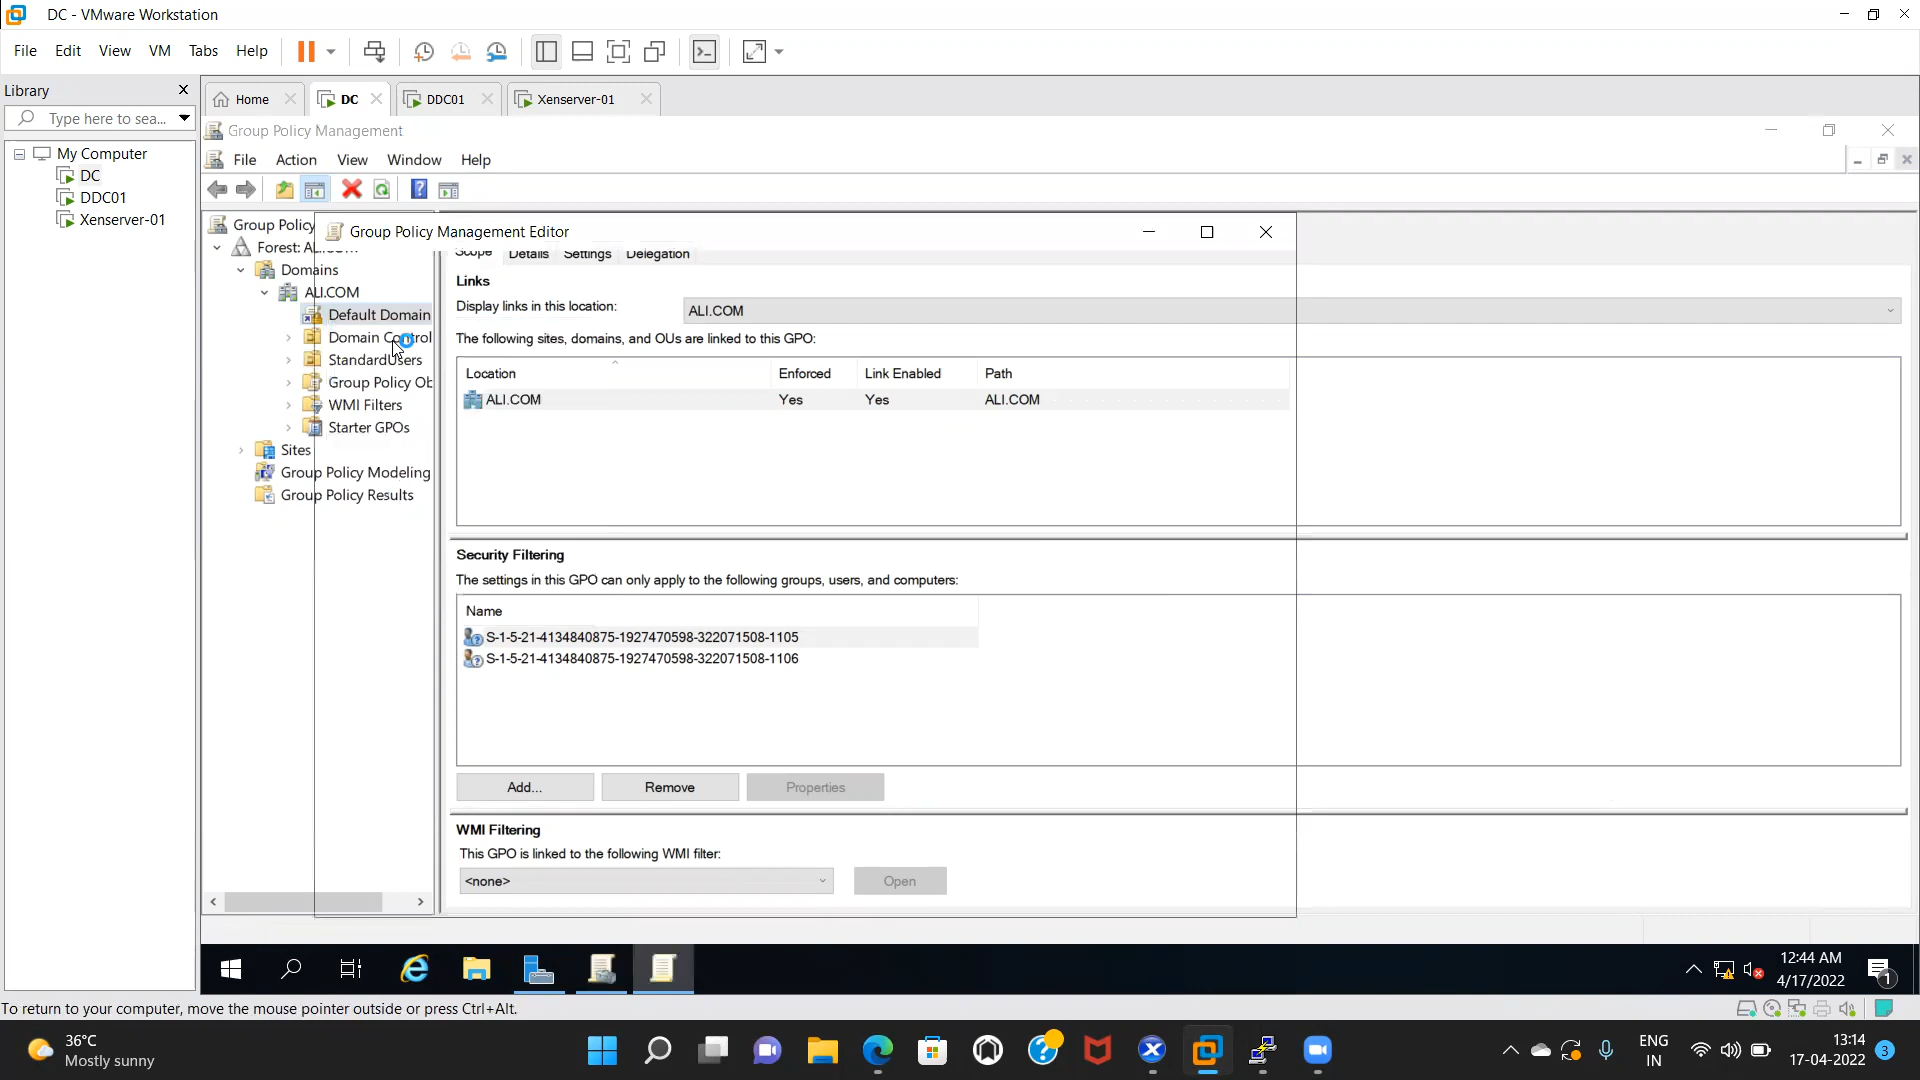 DC - VMware Workstation
File Edit View VM Tabs Help
Library
Type here to sea...
My Computer
DC
DDC01
Xenserver-01
Home
DC
DDC01
Xenserver-01
Group Policy Management
File Action View Window Help
Group Policy
Forest:
Domains
ALI.COM
Default Domain
Domain Control
StandardUsers
Group Policy Ob
WMI Filters
Starter GPOs
Sites
Group Policy Modeling
Group Policy Results
Group Policy Management Editor
Scope Details Settings Delegation
Links
Display links in this location: ALI.COM
The following sites, domains, and OUs are linked to this GPO:
Location Enforced Link Enabled Path
ALI.COM Yes Yes ALI.COM
Security Filtering
The settings in this GPO can only apply to the following groups, users, and computers:
Name
S-1-5-21-4134840875-1927470598-322071508-1105
S-1-5-21-4134840875-1927470598-322071508-1106
Add... Remove Properties
WMI Filtering
This GPO is linked to the following WMI filter:
<none> Open
12:44 AM
4/17/2022
1
To return to your computer, move the mouse pointer outside or press Ctrl+Alt.
36°C
Mostly sunny
ENG
IN
13:14
17-04-2022
3